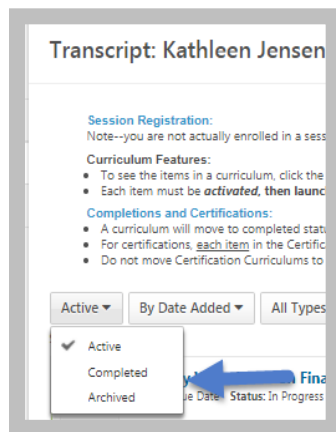 Transcript: Kathleen Jensen
Session Registration:
Note--you are not actually enrolled in a sess
Curriculum Features:
• To see the items in a curriculum, click the
• Each item must be activated, then launc
Completions and Certifications:
• A curriculum will move to completed statu
• For certifications, each item in the Certific
• Do not move Certification Curriculums to
Active ▾ By Date Added ▾ All Types
✔ Active
Completed
Fina
Archived
Date Status: In Progress